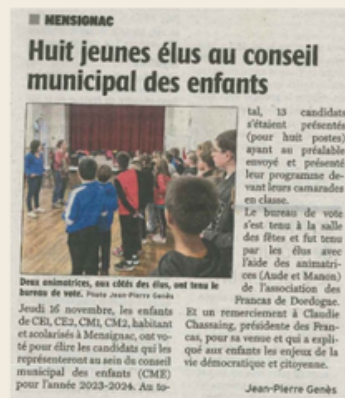 MENSIGNAC
Huit jeunes élus au conseil
municipal des enfants
Deux animatrices, aux côtés des élus, ont tenu le
bureau de vote. Photo Jean-Pierre Genès
Jeudi 16 novembre, les enfants
de CE1, CE2, CM1, CM2, habitant
et scolarisés à Mensignac, ont vo-
té pour élire les candidats qui les
représenteront au sein du conseil
municipal des enfants (CME)
pour l'année 2023-2024. Au to-
tal, 13 candidats
s'étaient présentés
(pour huit postes)
ayant au préalable
envoyé et présenté
leur programme de-
vant leurs camarades
en classe.
Le bureau de vote
s'est tenu à la salle
des fêtes et fut tenu
par les élus avec
l'aide des animatri-
ces (Aude et Manon)
de l'association des
Francas de Dordogne.
Et un remerciement à Claudie
Chassaing, présidente des Fran-
cas, pour sa venue et qui a expli-
qué aux enfants les enjeux de la
vie démocratique et citoyenne.
Jean-Pierre Genès